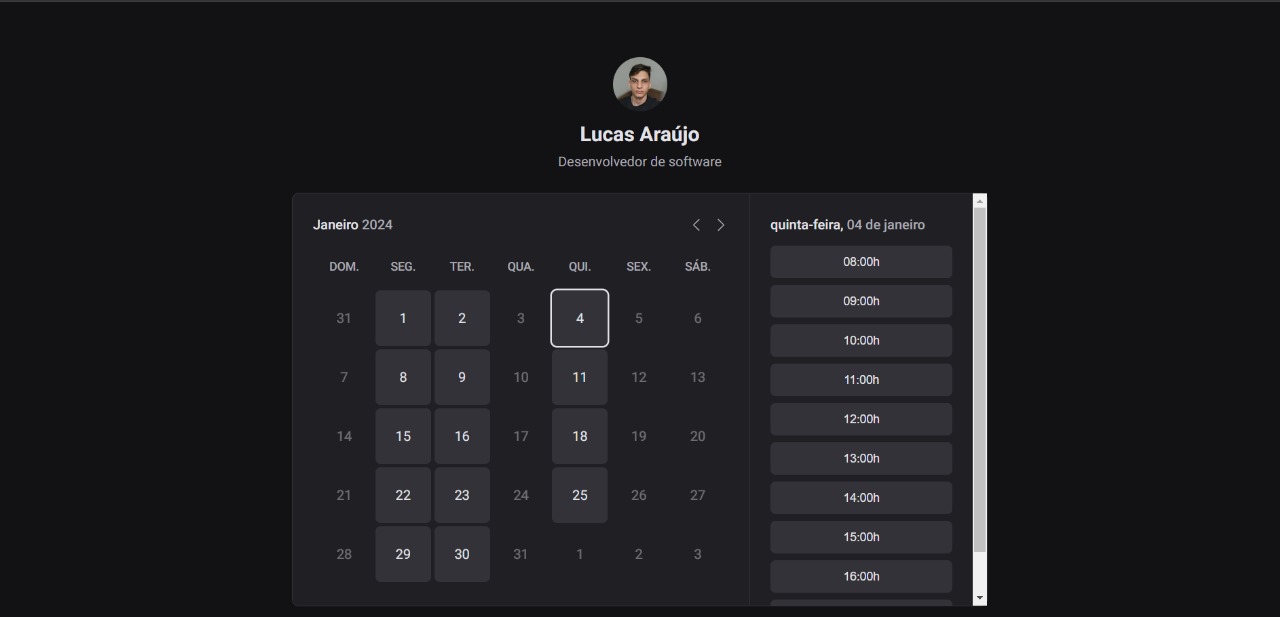 Lucas Araújo
Desenvolvedor de software
Janeiro 2024
DOM. SEG. TER. QUA. QUI. SEX. SÁB.
31 1 2 3 4 5 6
7 8 9 10 11 12 13
14 15 16 17 18 19 20
21 22 23 24 25 26 27
28 29 30 31 1 2 3
quinta-feira, 04 de janeiro
08:00h
09:00h
10:00h
11:00h
12:00h
13:00h
14:00h
15:00h
16:00h